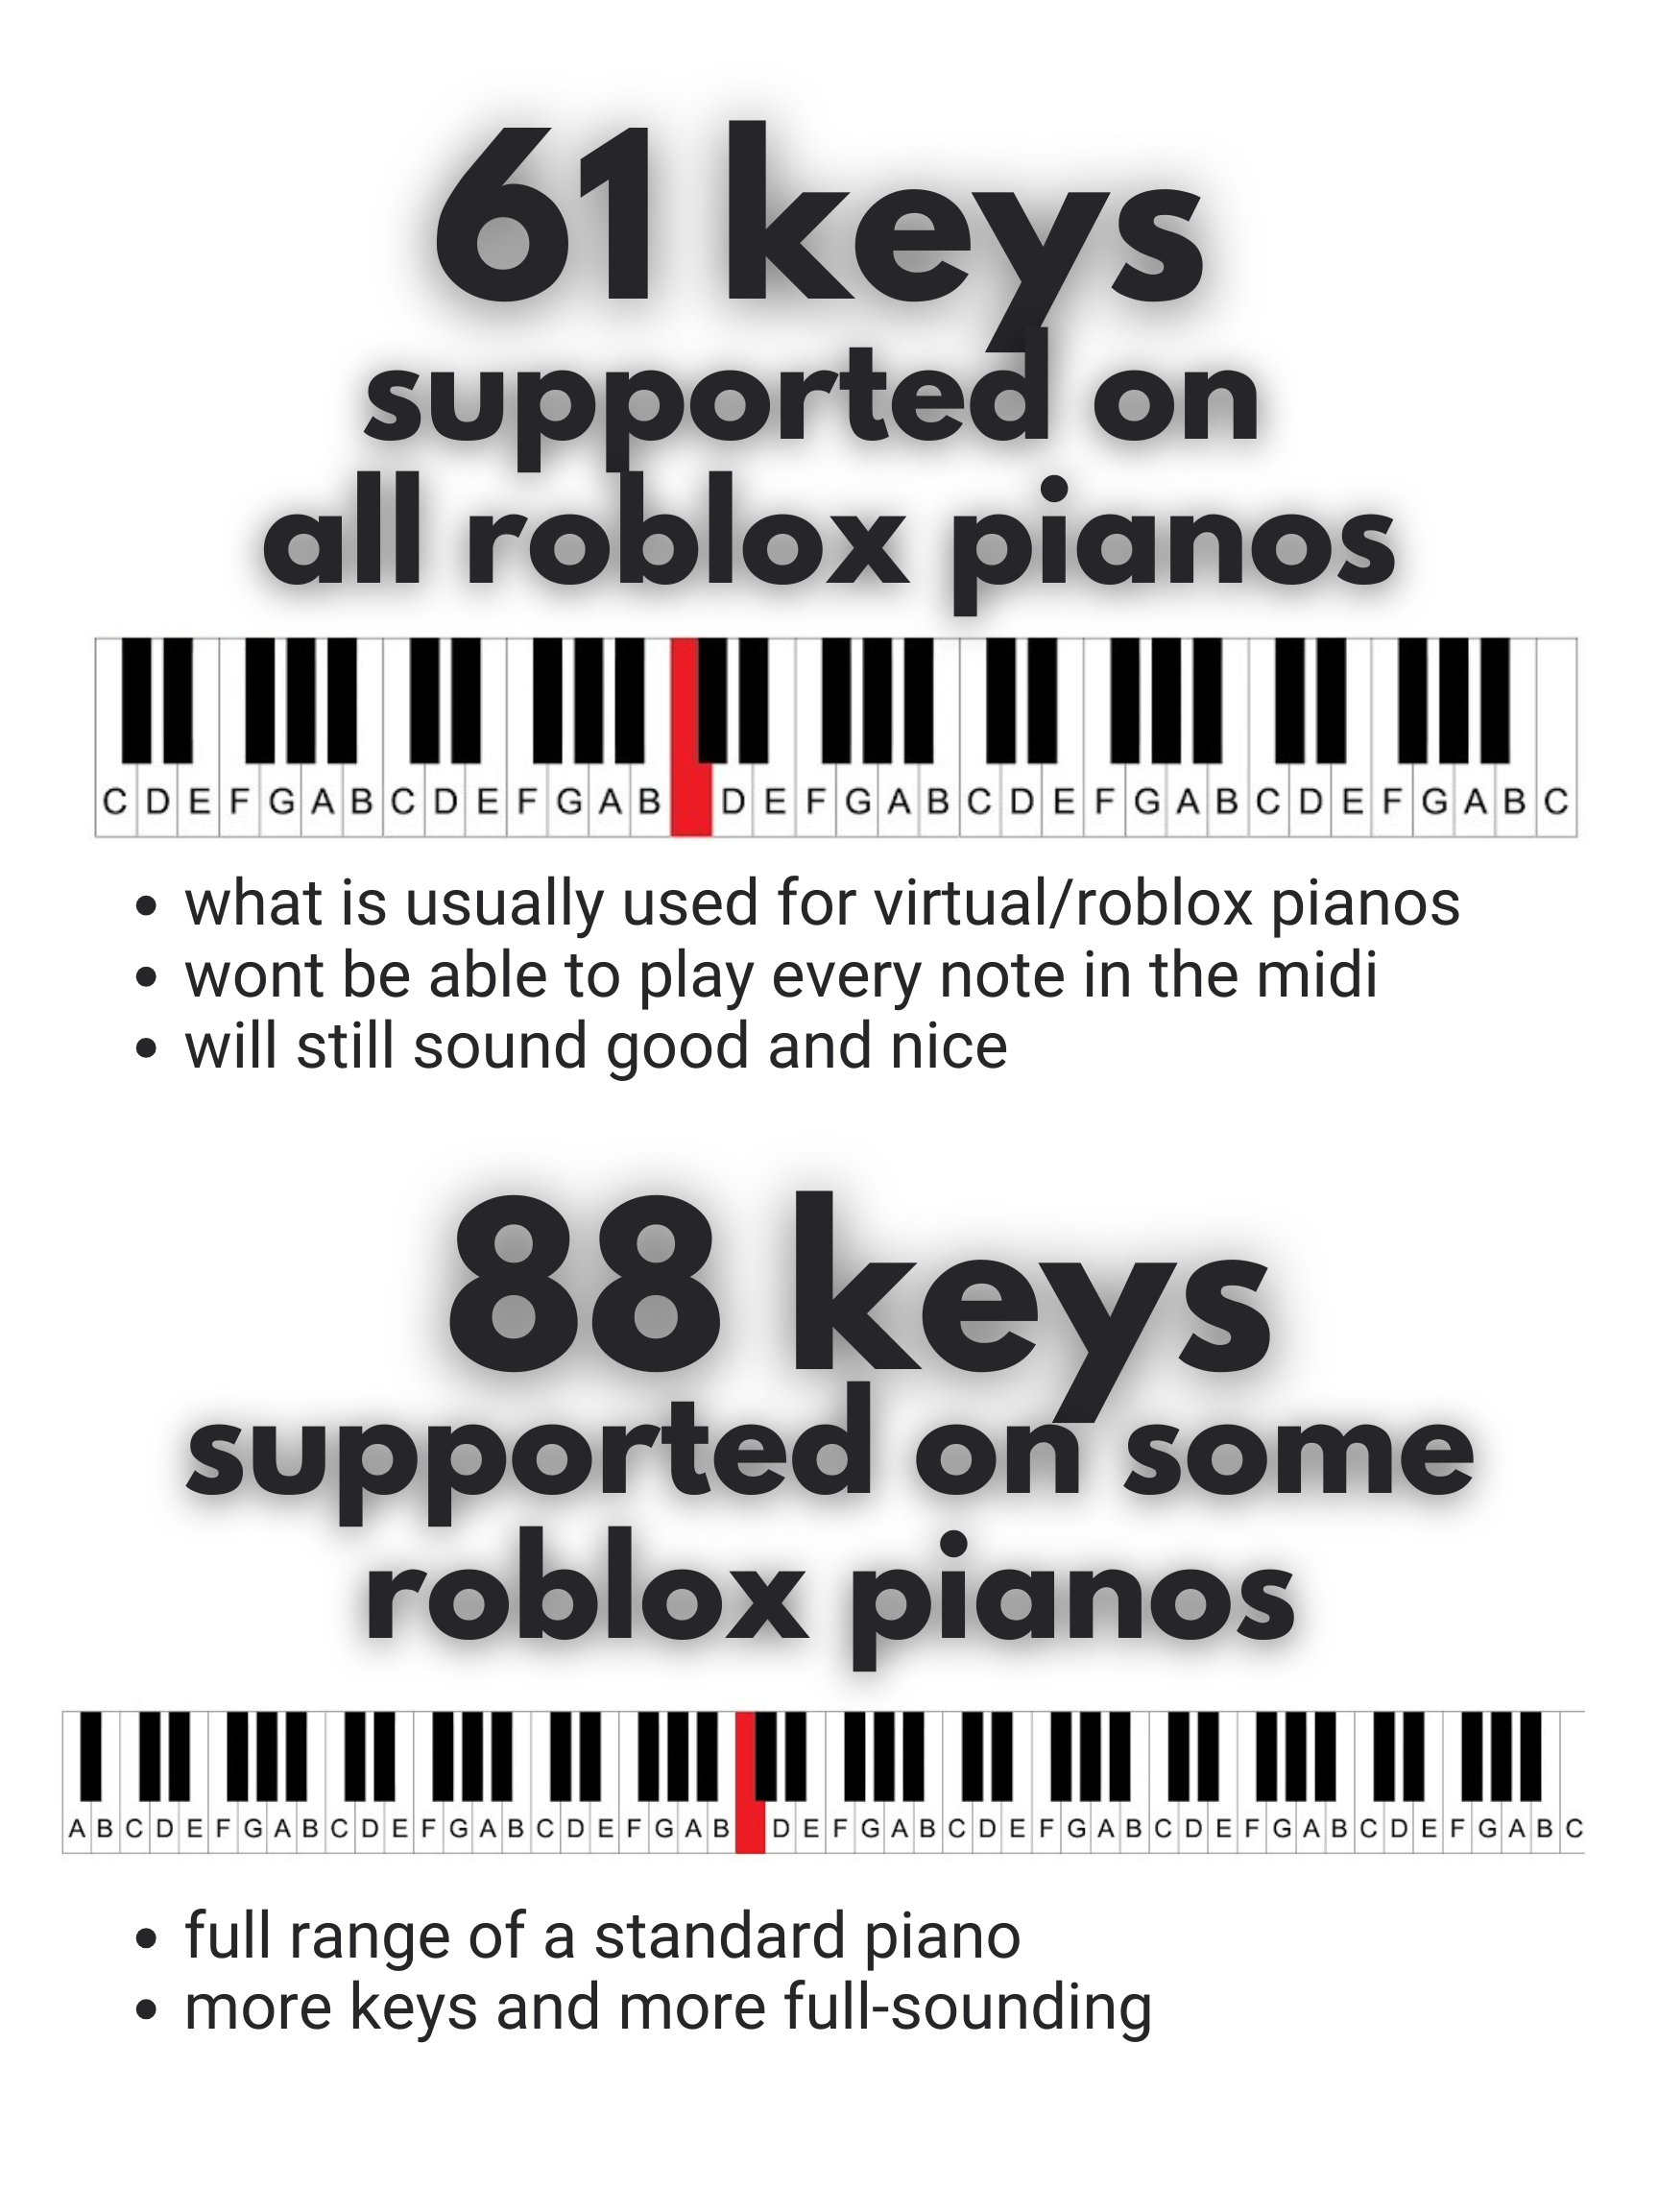 61 keys
supported on
all roblox pianos
C D E F G A B C D E F G A B D E F G A B C D E F G A B C D E F G A B C
• what is usually used for virtual/roblox pianos
• wont be able to play every note in the midi
• will still sound good and nice
88 keys
supported on some
roblox pianos
A B C D E F G A B C D E F G A B C D E F G A B D E F G A B C D E F G A B C D E F G A B C D E F G A B C
• full range of a standard piano
• more keys and more full-sounding